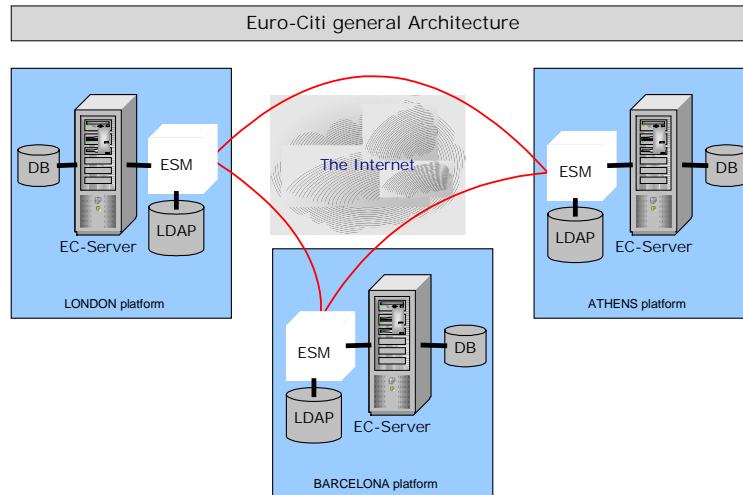 Euro-Citi general Architecture
DB
ESM
LDAP
EC-Server
LONDON platform
The Internet
ESM
DB
LDAP
EC-Server
ATHENS platform
ESM
DB
LDAP
EC-Server
BARCELONA platform